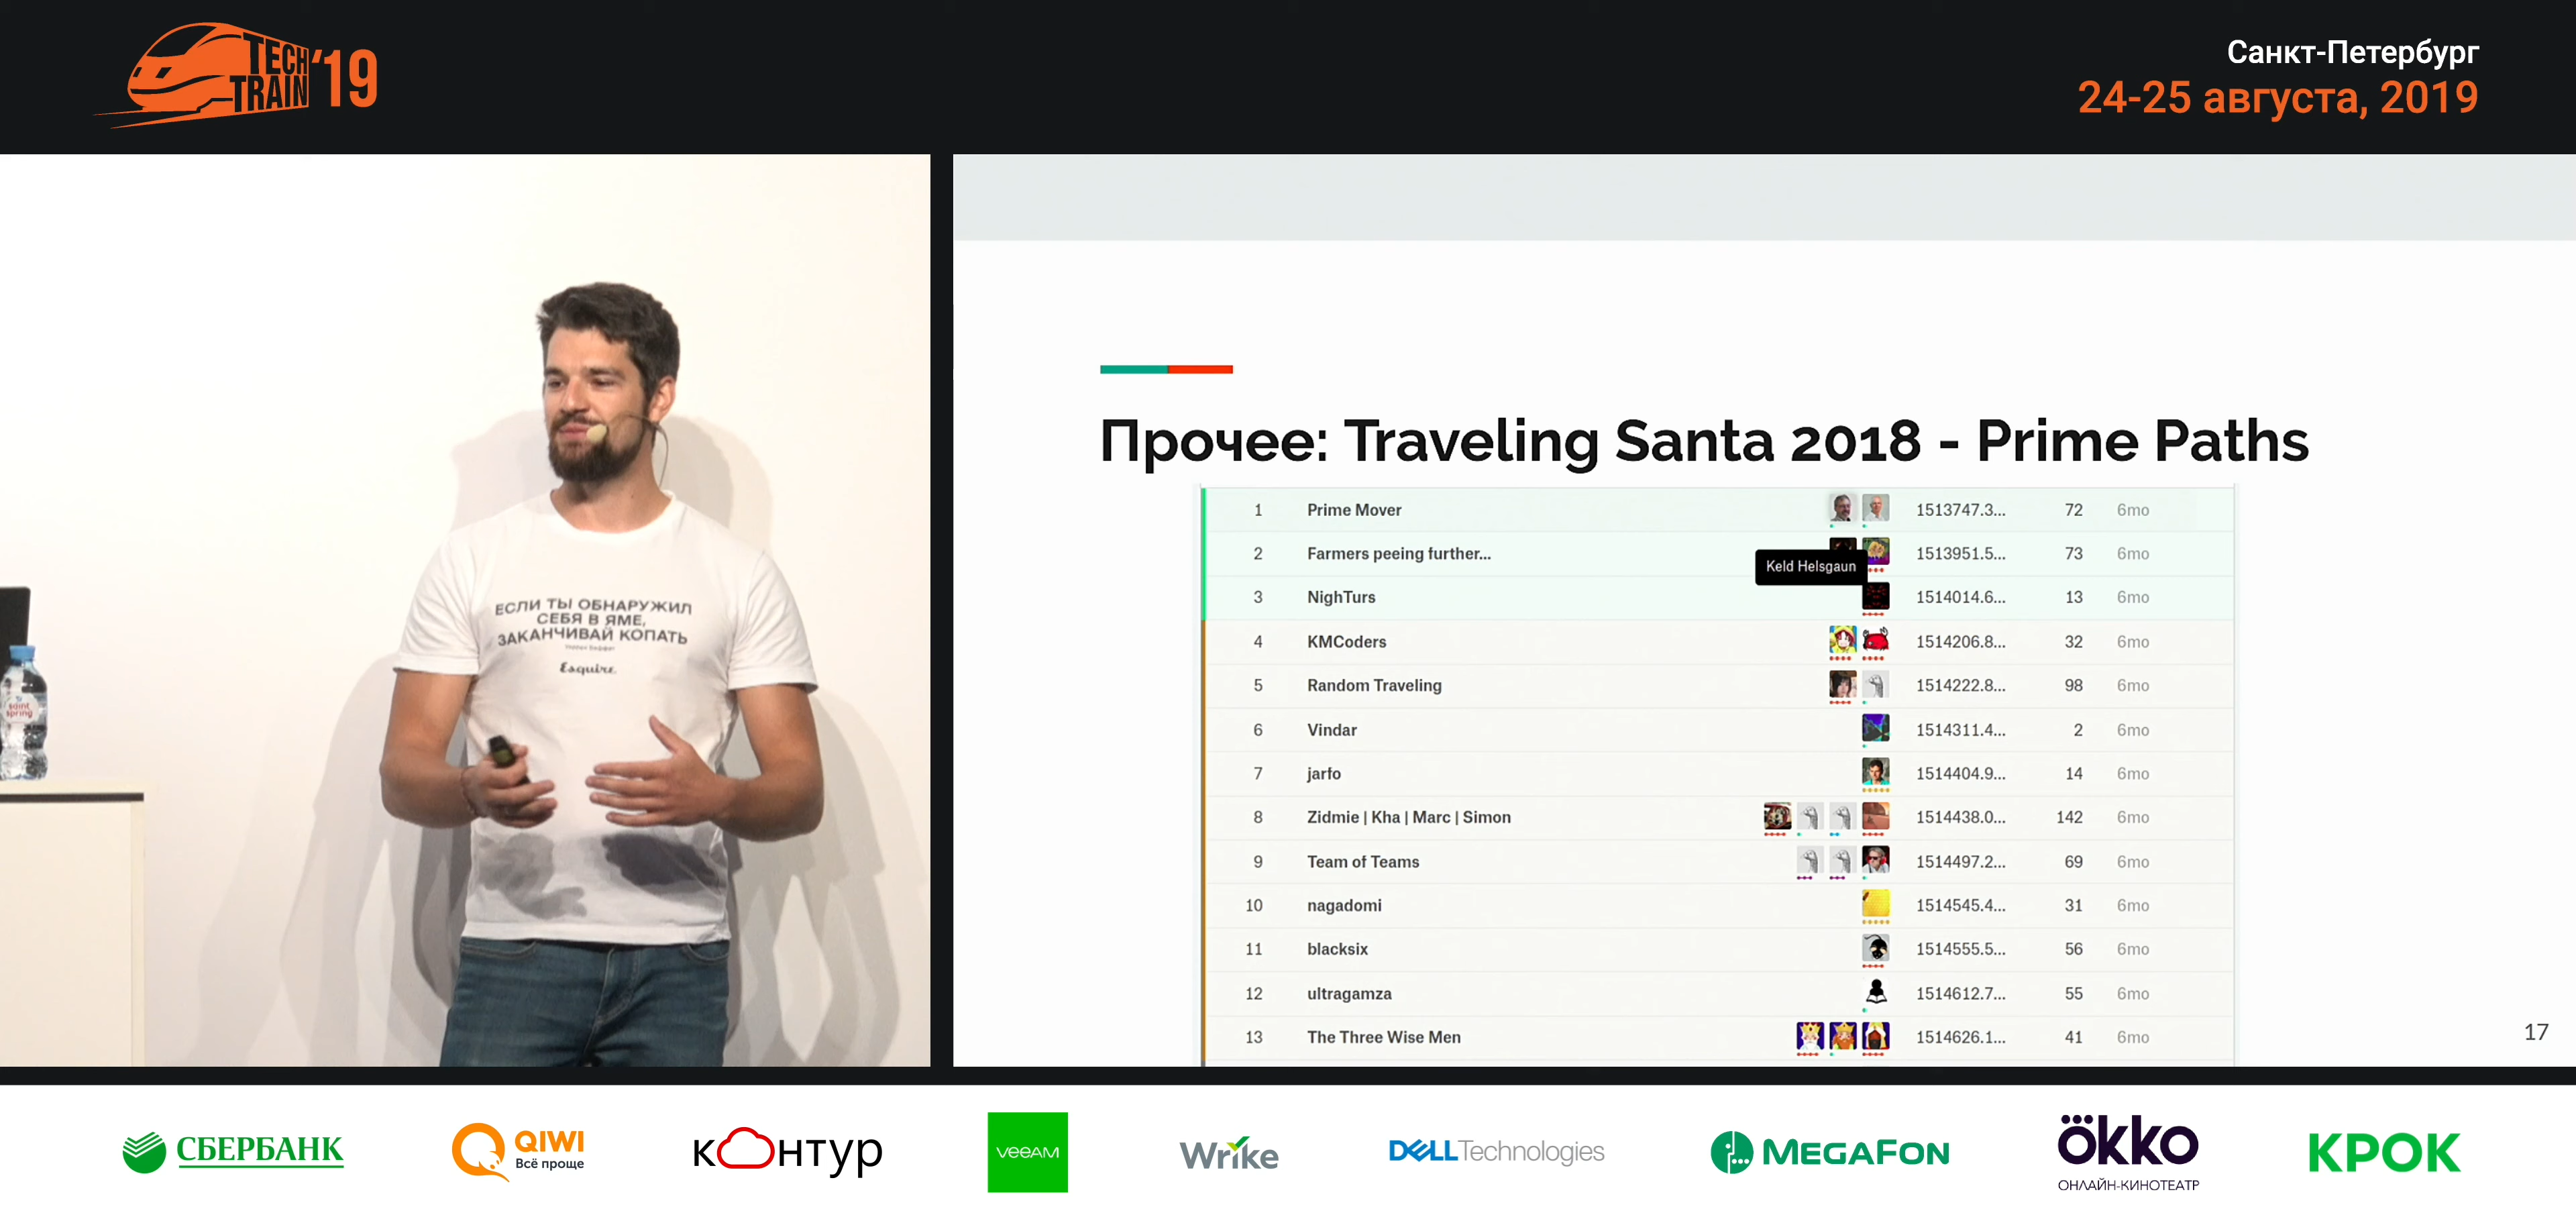 TECH
TRAIN'19
Санкт-Петербург
24-25 августа, 2019
ЕСЛИ ТЫ ОБНАРУЖИЛ
СЕБЯ В ЯМЕ,
ЗАКАНЧИВАЙ КОПАТЬ
Esquire
saint
spring
Прочее: Traveling Santa 2018 - Prime Paths
1 Prime Mover 1513747.3... 72 6mo
2 Farmers peeing further... 1513951.5... 73 6mo
Keld Helsgaun
3 NighTurs 1514014.6... 13 6mo
4 KMCoders 1514206.8... 32 6mo
5 Random Traveling 1514222.8... 98 6mo
6 Vindar 1514311.4... 2 6mo
7 jarfo 1514404.9... 14 6mo
8 Zidmie | Kha | Marc | Simon 1514438.0... 142 6mo
9 Team of Teams 1514497.2... 69 6mo
10 nagadomi 1514545.4... 31 6mo
11 blacksix 1514555.5... 56 6mo
12 ultragamza 1514612.7... 55 6mo
13 The Three Wise Men 1514626.1... 41 6mo
17
СБЕРБАНК
QIWI
Всё проще
контур
veeam
Wrike
DELL Technologies
MEGAFON
ökko
ОНЛАЙН-КИНОТЕАТР
КРОК